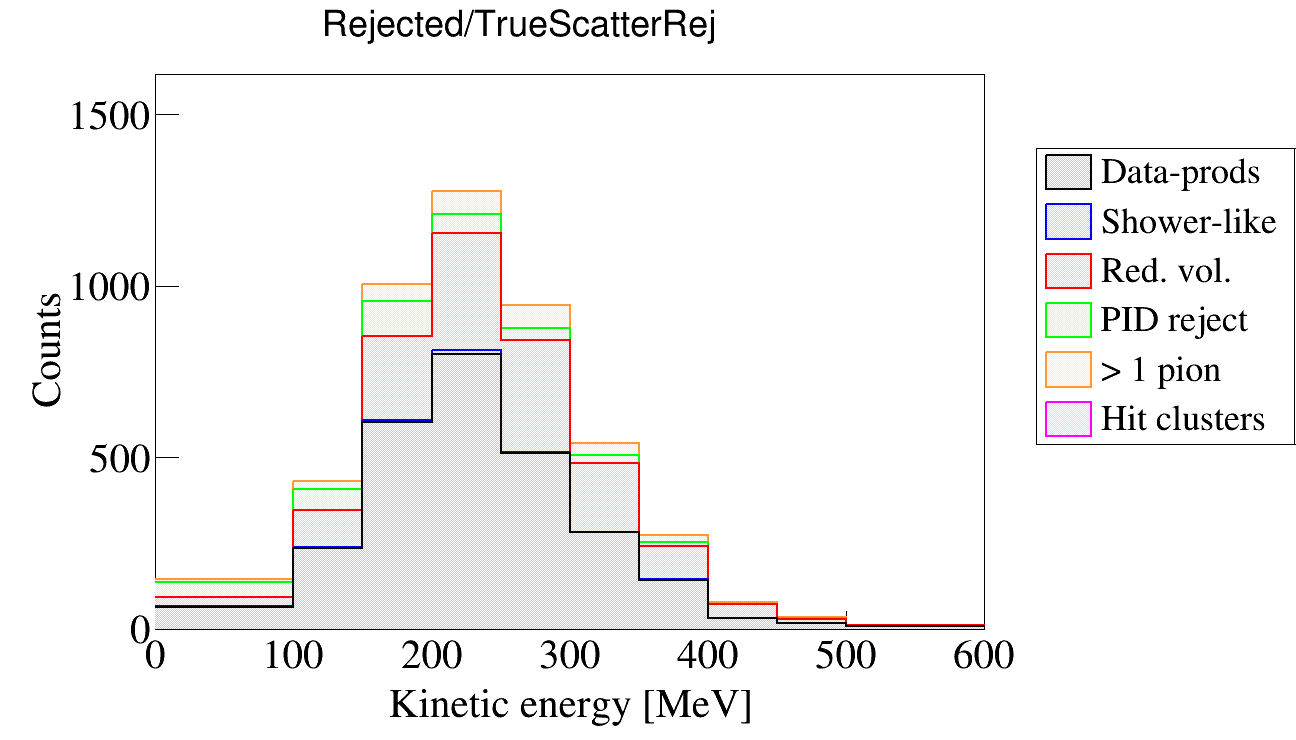 Rejected/TrueScatterRej
1500
1000
500
0
Counts
0 100 200 300 400 500 600
Kinetic energy [MeV]
Data-prods
Shower-like
Red. vol.
PID reject
> 1 pion
Hit clusters